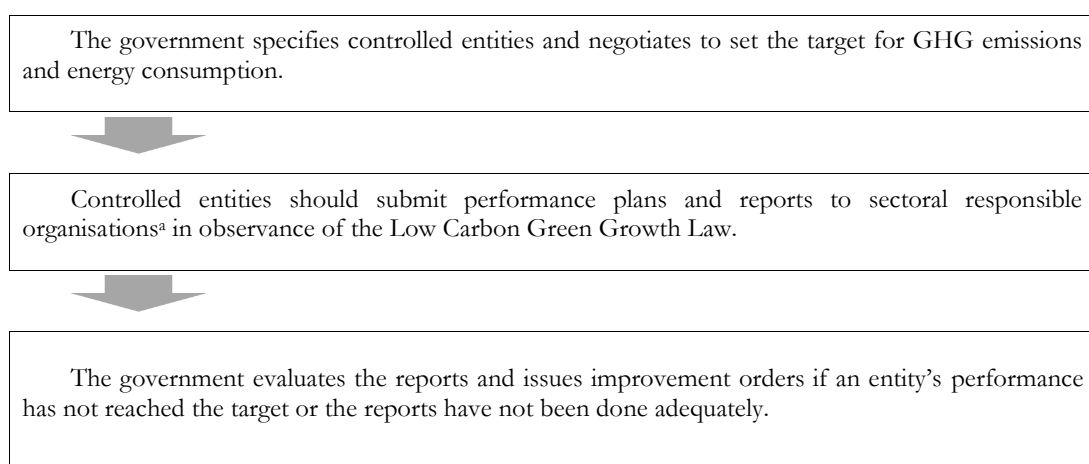 The government specifies controlled entities and negotiates to set the target for GHG emissions
and energy consumption.
Controlled entities should submit performance plans and reports to sectoral responsible
organisationsᵃ in observance of the Low Carbon Green Growth Law.
The government evaluates the reports and issues improvement orders if an entity’s performance
has not reached the target or the reports have not been done adequately.